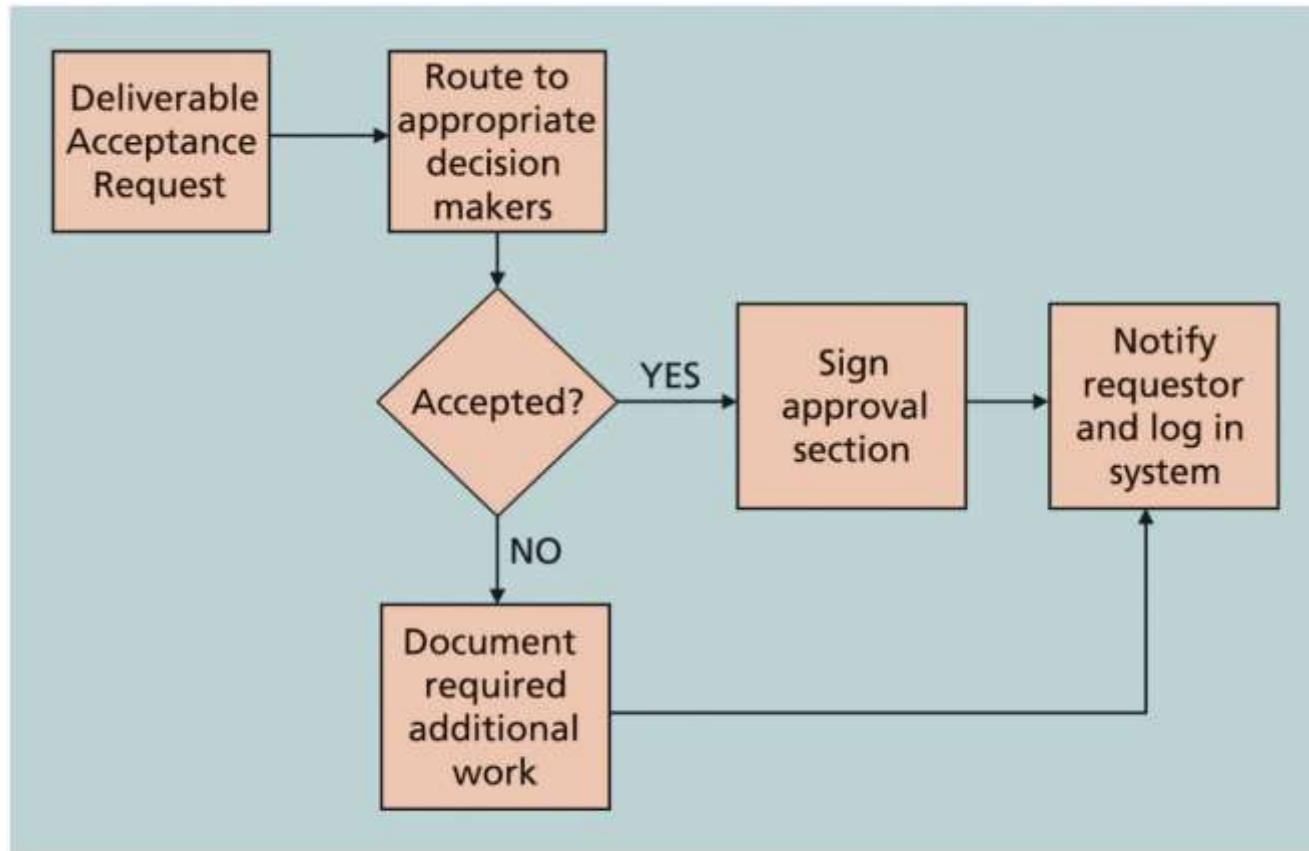 Deliverable
Acceptance
Request
Route to
appropriate
decision
makers
Accepted?
YES
Sign
approval
section
Notify
requestor
and log in
system
NO
Document
required
additional
work